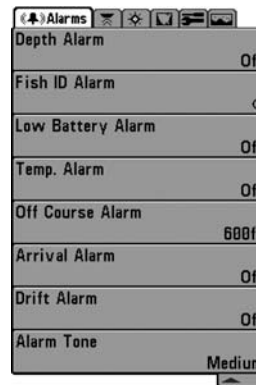 Alarms
Depth Alarm
Of
Fish ID Alarm
Low Battery Alarm
Of
Temp. Alarm
Of
Off Course Alarm
600f
Arrival Alarm
Of
Drift Alarm
Of
Alarm Tone
Mediur